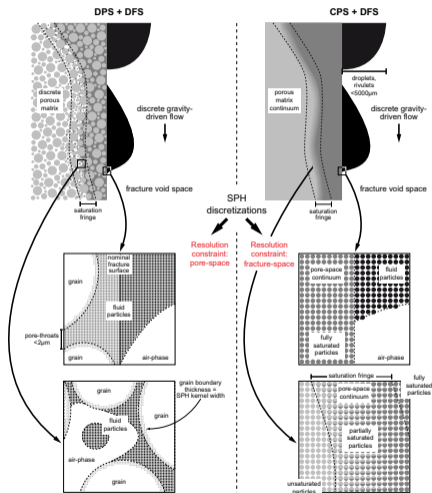 DPS + DFS
CPS + DFS
discrete
porous
matrix
discrete gravity-
driven flow
fracture void space
saturation
fringe
porous
matrix
continuum
droplets,
rivulets
<5000μm
discrete gravity-
driven flow
fracture void space
saturation
fringe
SPH
discretizations
Resolution
constraint:
pore-space
Resolution
constraint:
fracture-space
nominal
fracture
surface
grain
fluid
particles
pore-throats
<2μm
grain
air-phase
pore-space
continuum
fluid
particles
fully
saturated
particles
air-phase
grain
grain boundary
thickness =
SPH kernel width
fluid
particles
grain
air-phase
grain
saturation fringe
fully
saturated
particles
pore-space
continuum
partially
saturated
particles
unsaturated
particles